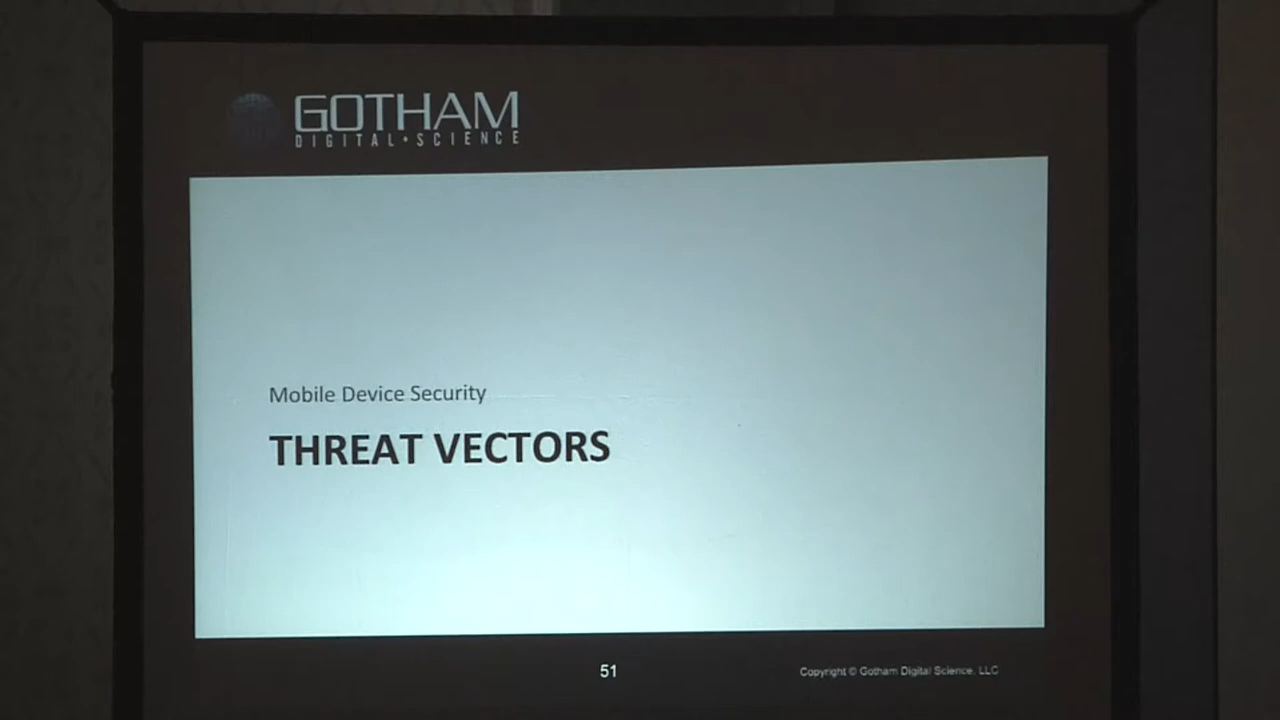 GOTHAM
DIGITAL•SCIENCE
Mobile Device Security
THREAT VECTORS
51
Copyright © Gotham Digital Science, LLC